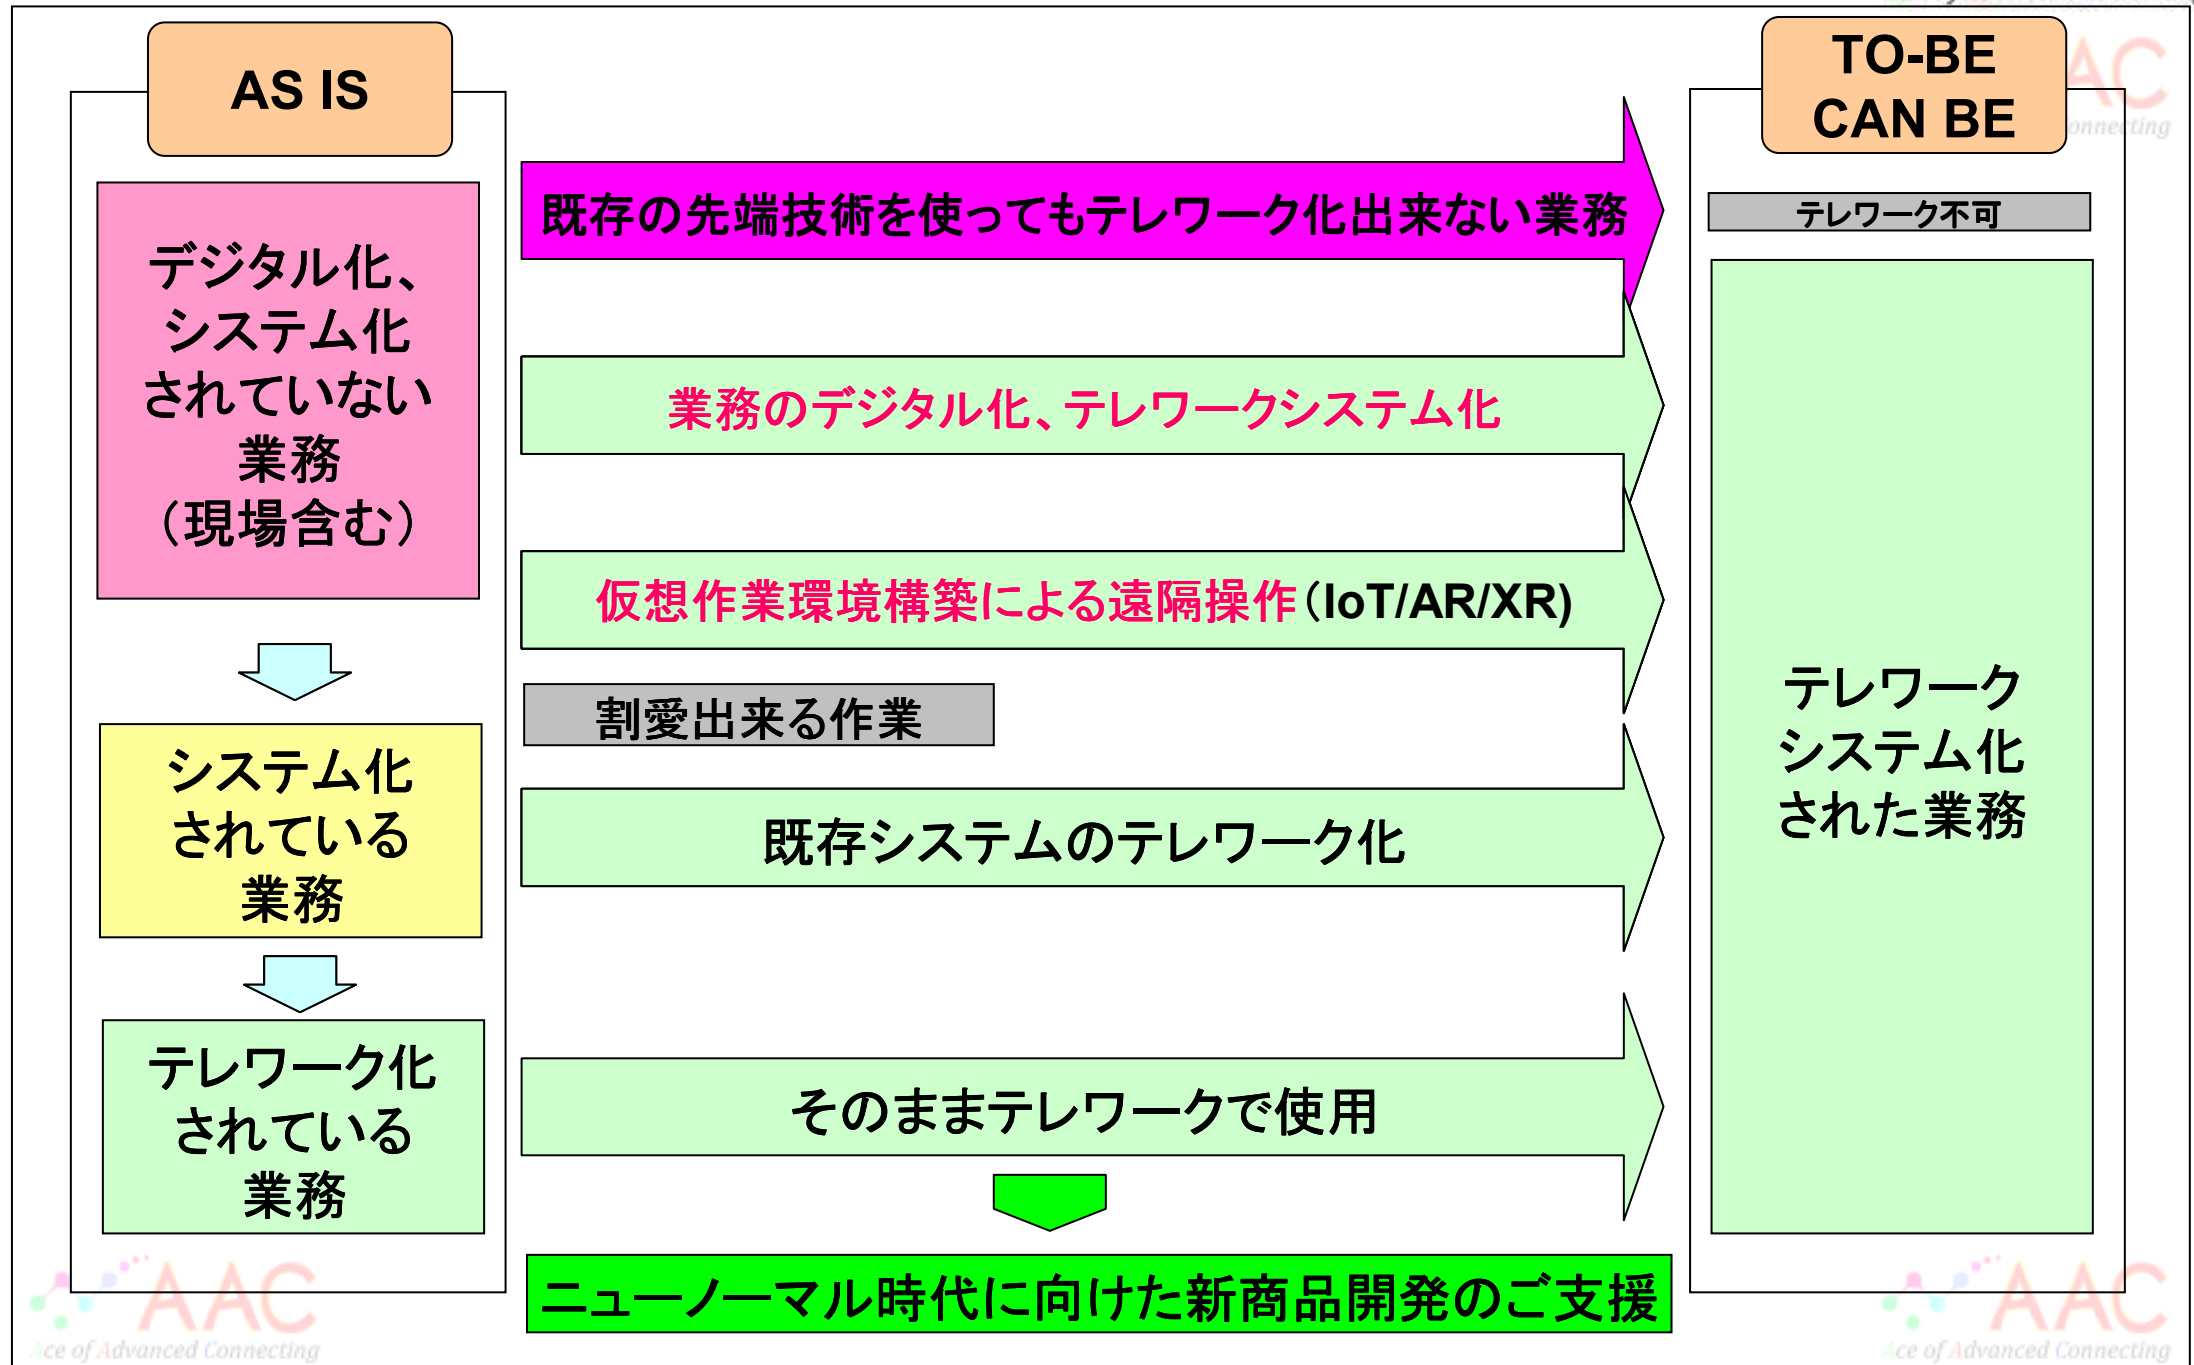 AS IS
デジタル化、
システム化
されていない
業務
（現場含む）
システム化
されている
業務
テレワーク化
されている
業務
既存の先端技術を使ってもテレワーク化出来ない業務
業務のデジタル化、テレワークシステム化
仮想作業環境構築による遠隔操作（IoT/AR/XR)
割愛出来る作業
既存システムのテレワーク化
そのままテレワークで使用
ニューノーマル時代に向けた新商品開発のご支援
TO-BE
CAN BE
テレワーク不可
テレワーク
システム化
された業務
AC
onnecting
AAC
Ace of Advanced Connecting
AAC
Ace of Advanced Connecting